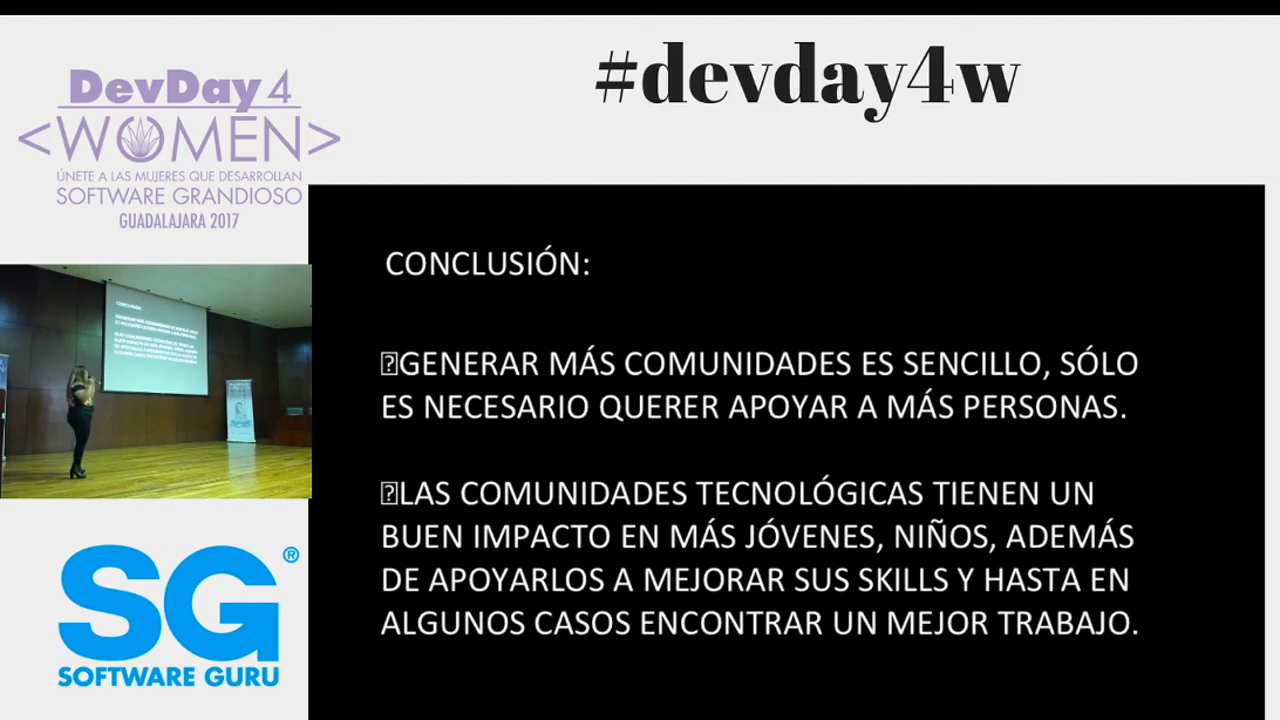 #devday4w
DevDay 4
<WOMEN>
ÚNETE A LAS MUJERES QUE DESARROLLAN
SOFTWARE GRANDIOSO
GUADALAJARA 2017
CONCLUSIÓN:
GENERAR MÁS COMUNIDADES ES SENCILLO, SÓLO
ES NECESARIO QUERER APOYAR A MÁS PERSONAS.
LAS COMUNIDADES TECNOLÓGICAS TIENEN UN
BUEN IMPACTO EN MÁS JÓVENES, NIÑOS, ADEMÁS
DE APOYARLOS A MEJORAR SUS SKILLS Y HASTA EN
ALGUNOS CASOS ENCONTRAR UN MEJOR TRABAJO.
SG®
SOFTWARE GURU